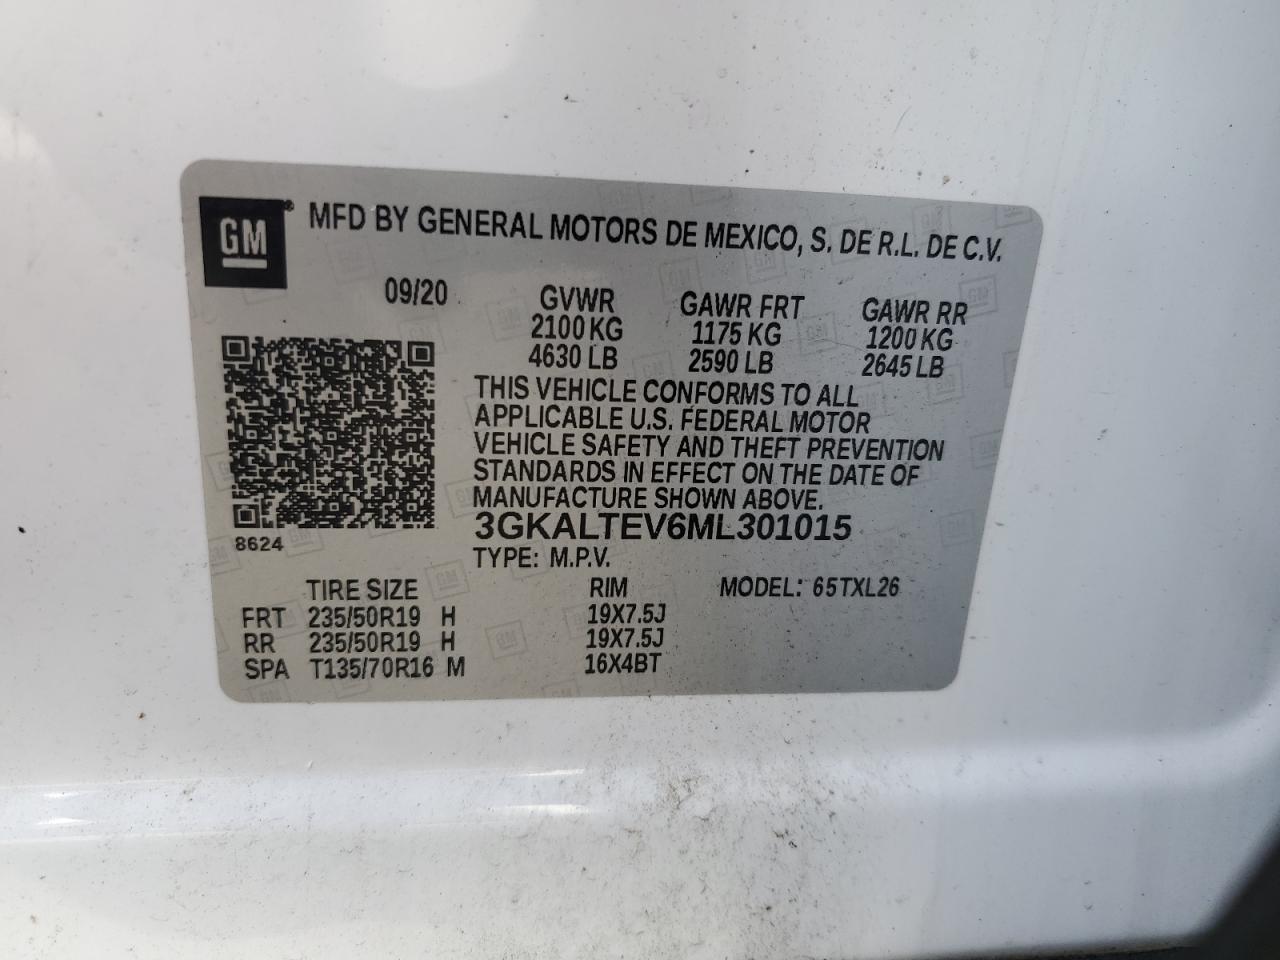 GM® MFD BY GENERAL MOTORS DE MEXICO, S. DE R.L. DE C.V.
09/20 GVWR GAWR FRT GAWR RR
2100 KG 1175 KG 1200 KG
4630 LB 2590 LB 2645 LB
THIS VEHICLE CONFORMS TO ALL
APPLICABLE U.S. FEDERAL MOTOR
VEHICLE SAFETY AND THEFT PREVENTION
STANDARDS IN EFFECT ON THE DATE OF
MANUFACTURE SHOWN ABOVE.
3GKALTEV6ML301015
8624
TYPE: M.P.V.
TIRE SIZE RIM MODEL: 65TXL26
FRT 235/50R19 H 19X7.5J
RR 235/50R19 H 19X7.5J
SPA T135/70R16 M 16X4BT